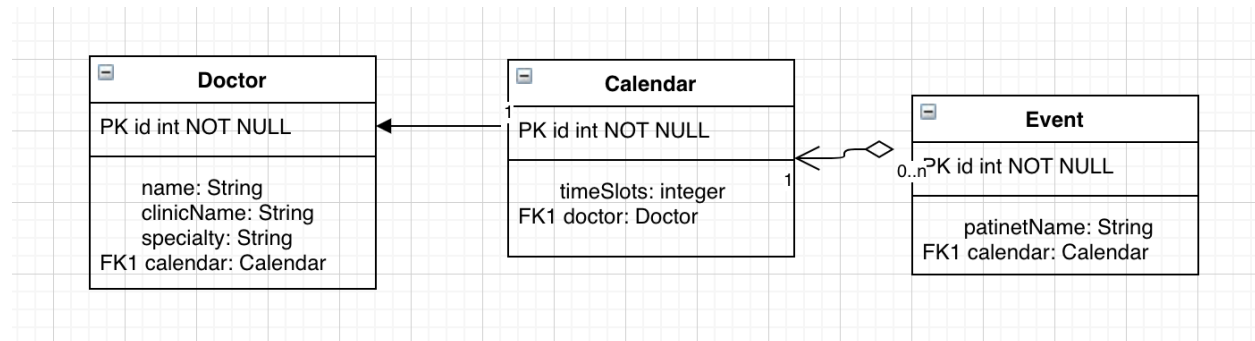 Doctor
PK id int NOT NULL
name: String
clinicName: String
specialty: String
FK1 calendar: Calendar
1
Calendar
PK id int NOT NULL
timeSlots: integer
FK1 doctor: Doctor
1
0..n
Event
PK id int NOT NULL
patinetName: String
FK1 calendar: Calendar